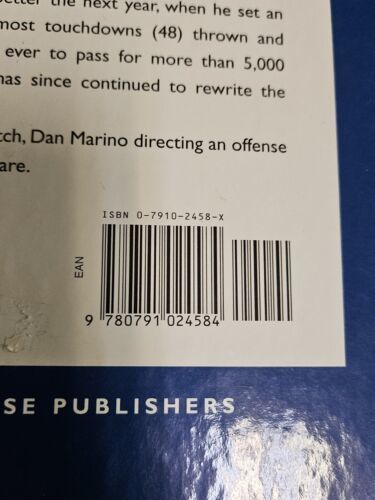 better the next year, when he set an
most touchdowns (48) thrown and
ever to pass for more than 5,000
has since continued to rewrite the
Dan Marino directing an offense
ISBN 0-7910-2458-X
EAN
9 780791 024584
PUBLISHERS